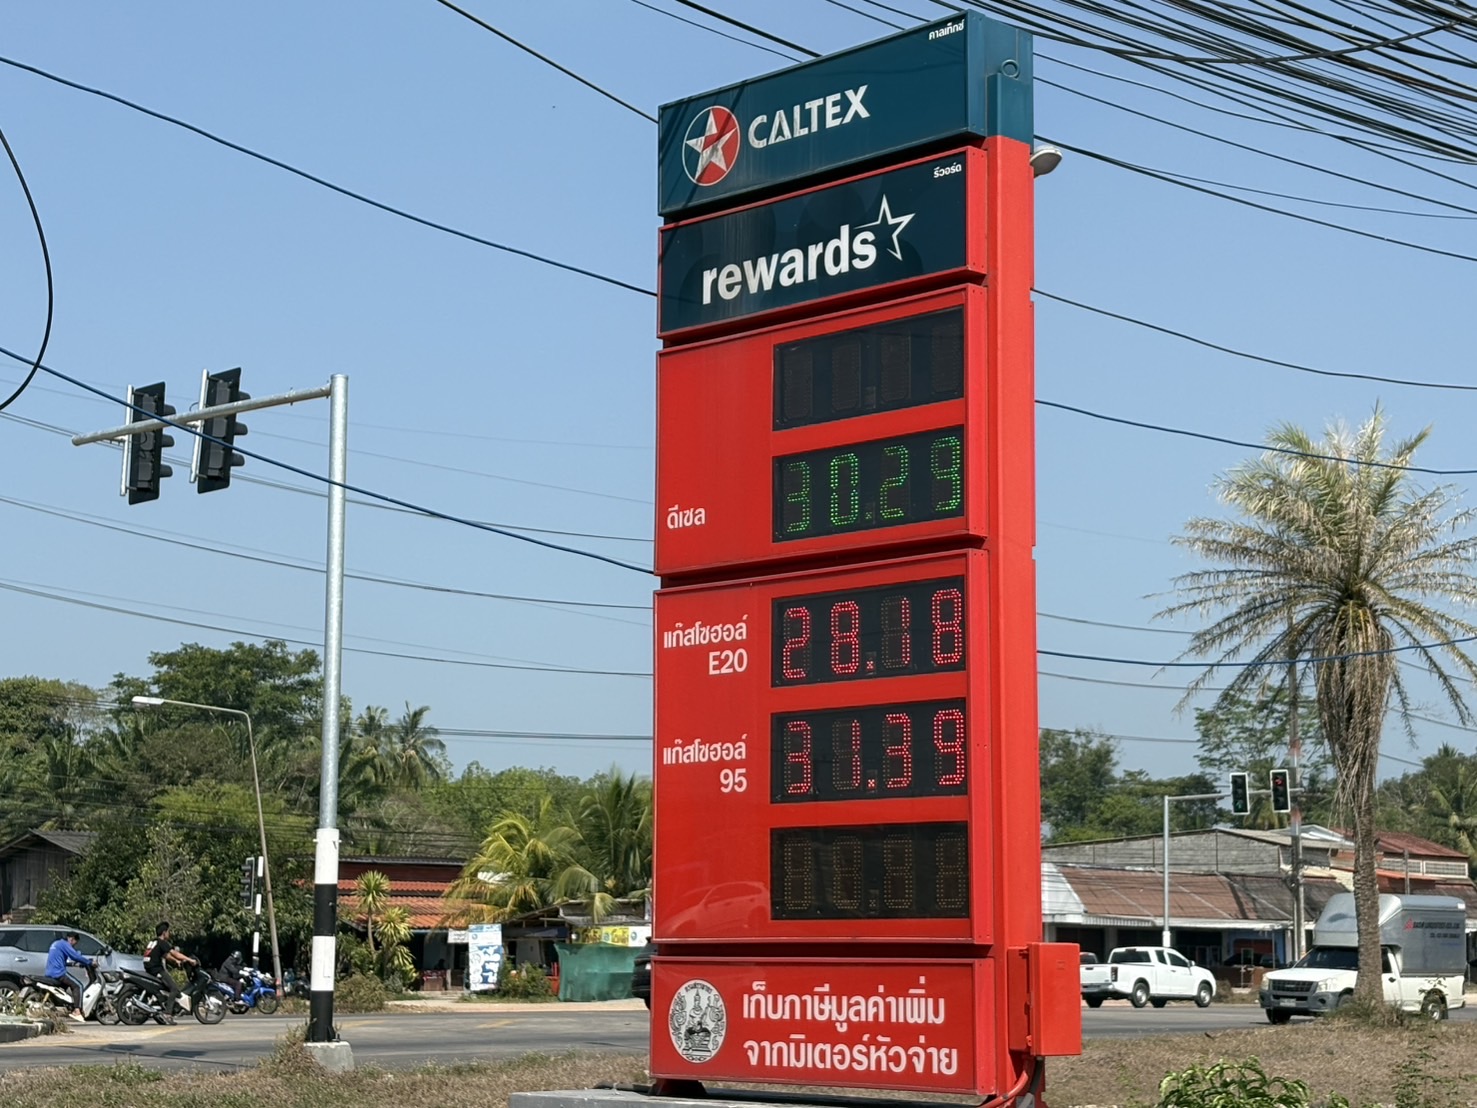 คาลเท็กซ์
CALTEX
รีวอร์ด
rewards
30.29
ดีเซล
แก๊สโซฮอล์
E20
28.18
แก๊สโซฮอล์
95
31.39
เก็บภาษีมูลค่าเพิ่ม
จากมิเตอร์หัวจ่าย